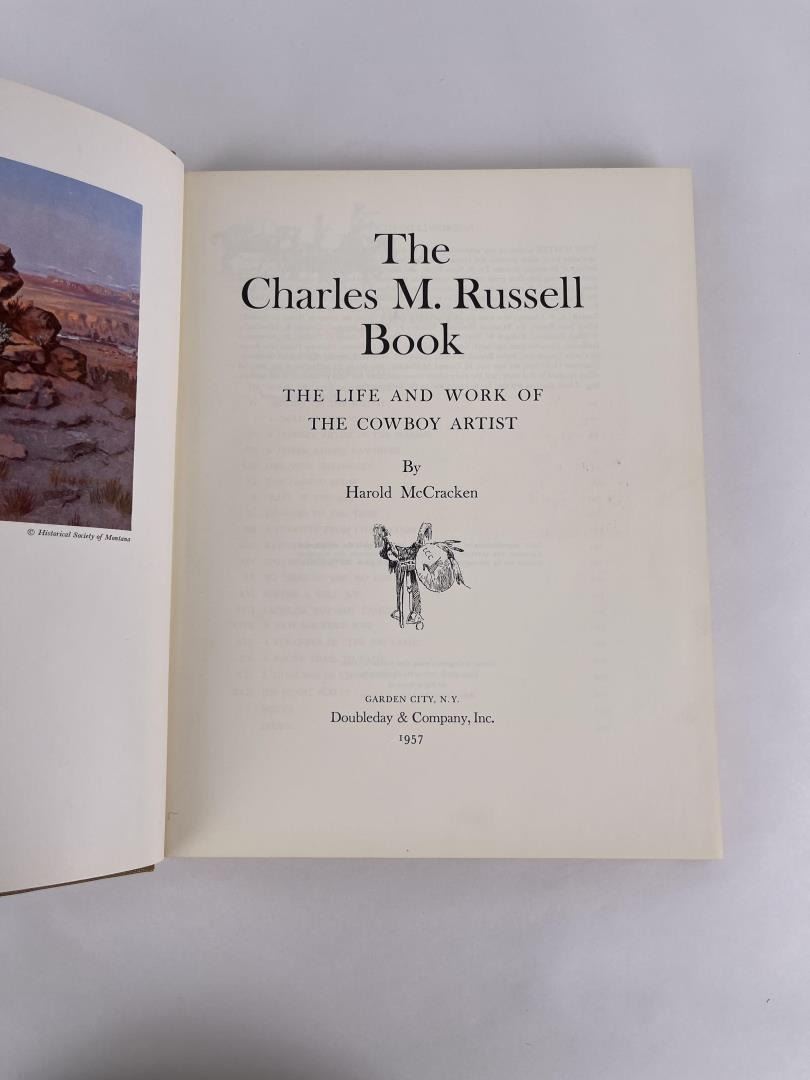 © Historical Society of Montana
The
Charles M. Russell
Book
THE LIFE AND WORK OF
THE COWBOY ARTIST
By
Harold McCracken
GARDEN CITY, N.Y.
Doubleday & Company, Inc.
1957